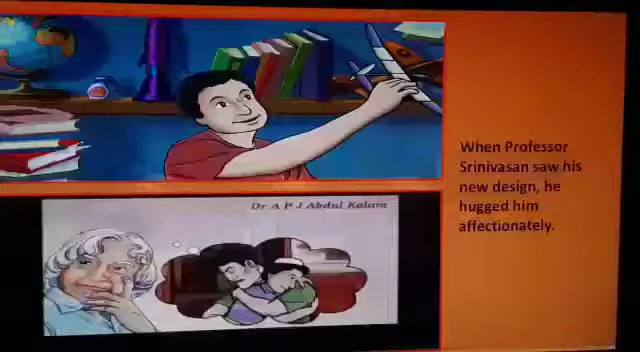 When Professor
Srinivasan saw his
new design, he
hugged him
affectionately.
Dr A P J Abdul Kalam